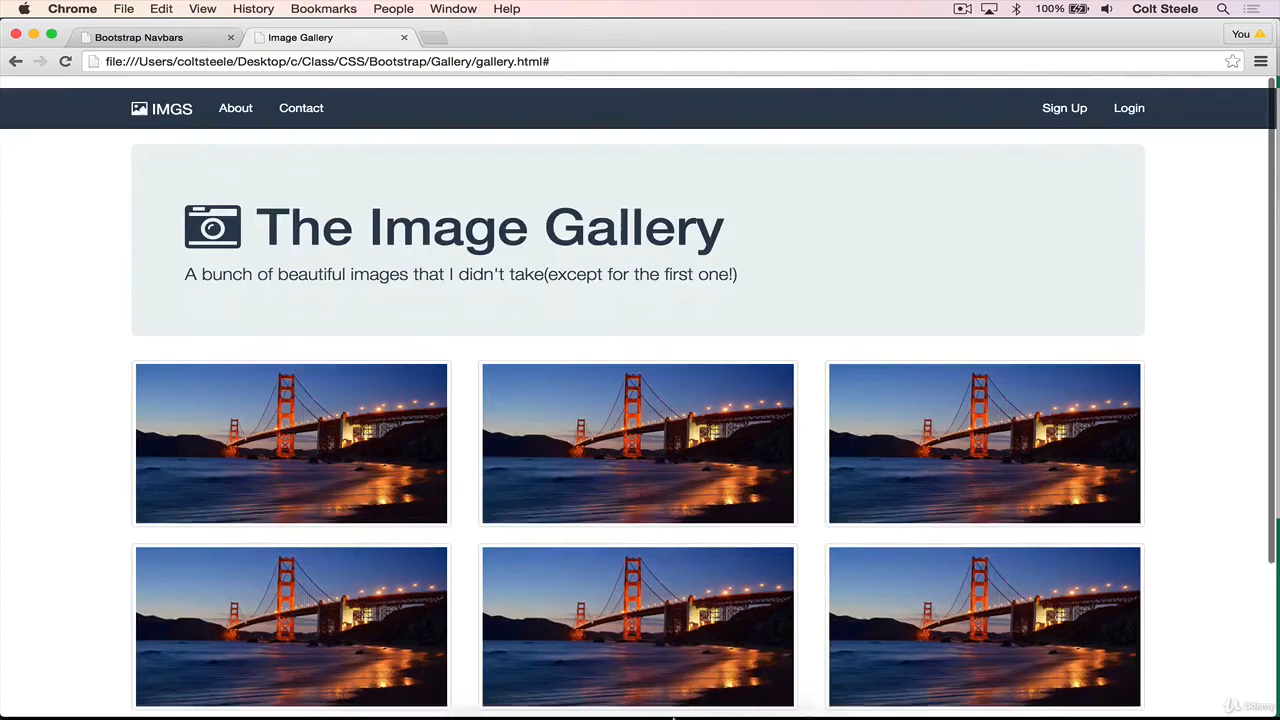 Chrome File Edit View History Bookmarks People Window Help 100% Colt Steele
Bootstrap Navbars Image Gallery You
file:///Users/coltsteele/Desktop/c/Class/CSS/Bootstrap/Gallery/gallery.html#
IMGS About Contact Sign Up Login
The Image Gallery
A bunch of beautiful images that I didn't take(except for the first one!)
Udemy